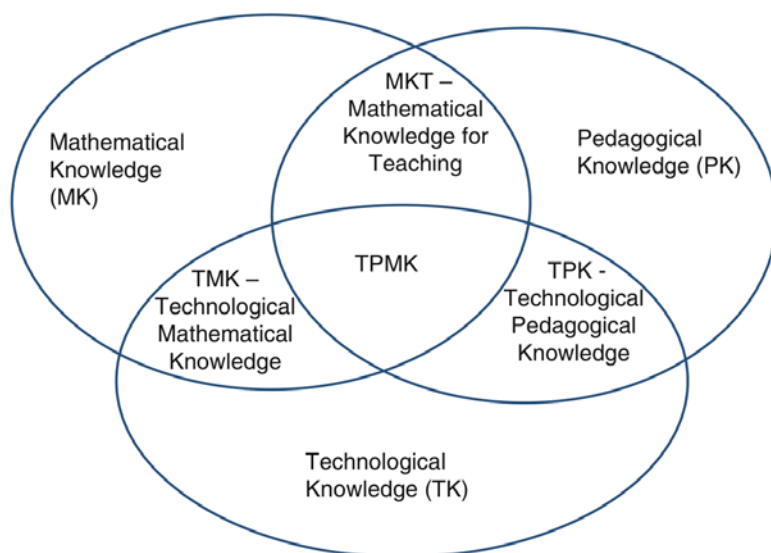 MKT –
Mathematical
Knowledge for
Teaching
Mathematical
Knowledge
(MK)
Pedagogical
Knowledge (PK)
TPMK
TMK –
Technological
Mathematical
Knowledge
TPK -
Technological
Pedagogical
Knowledge
Technological
Knowledge (TK)